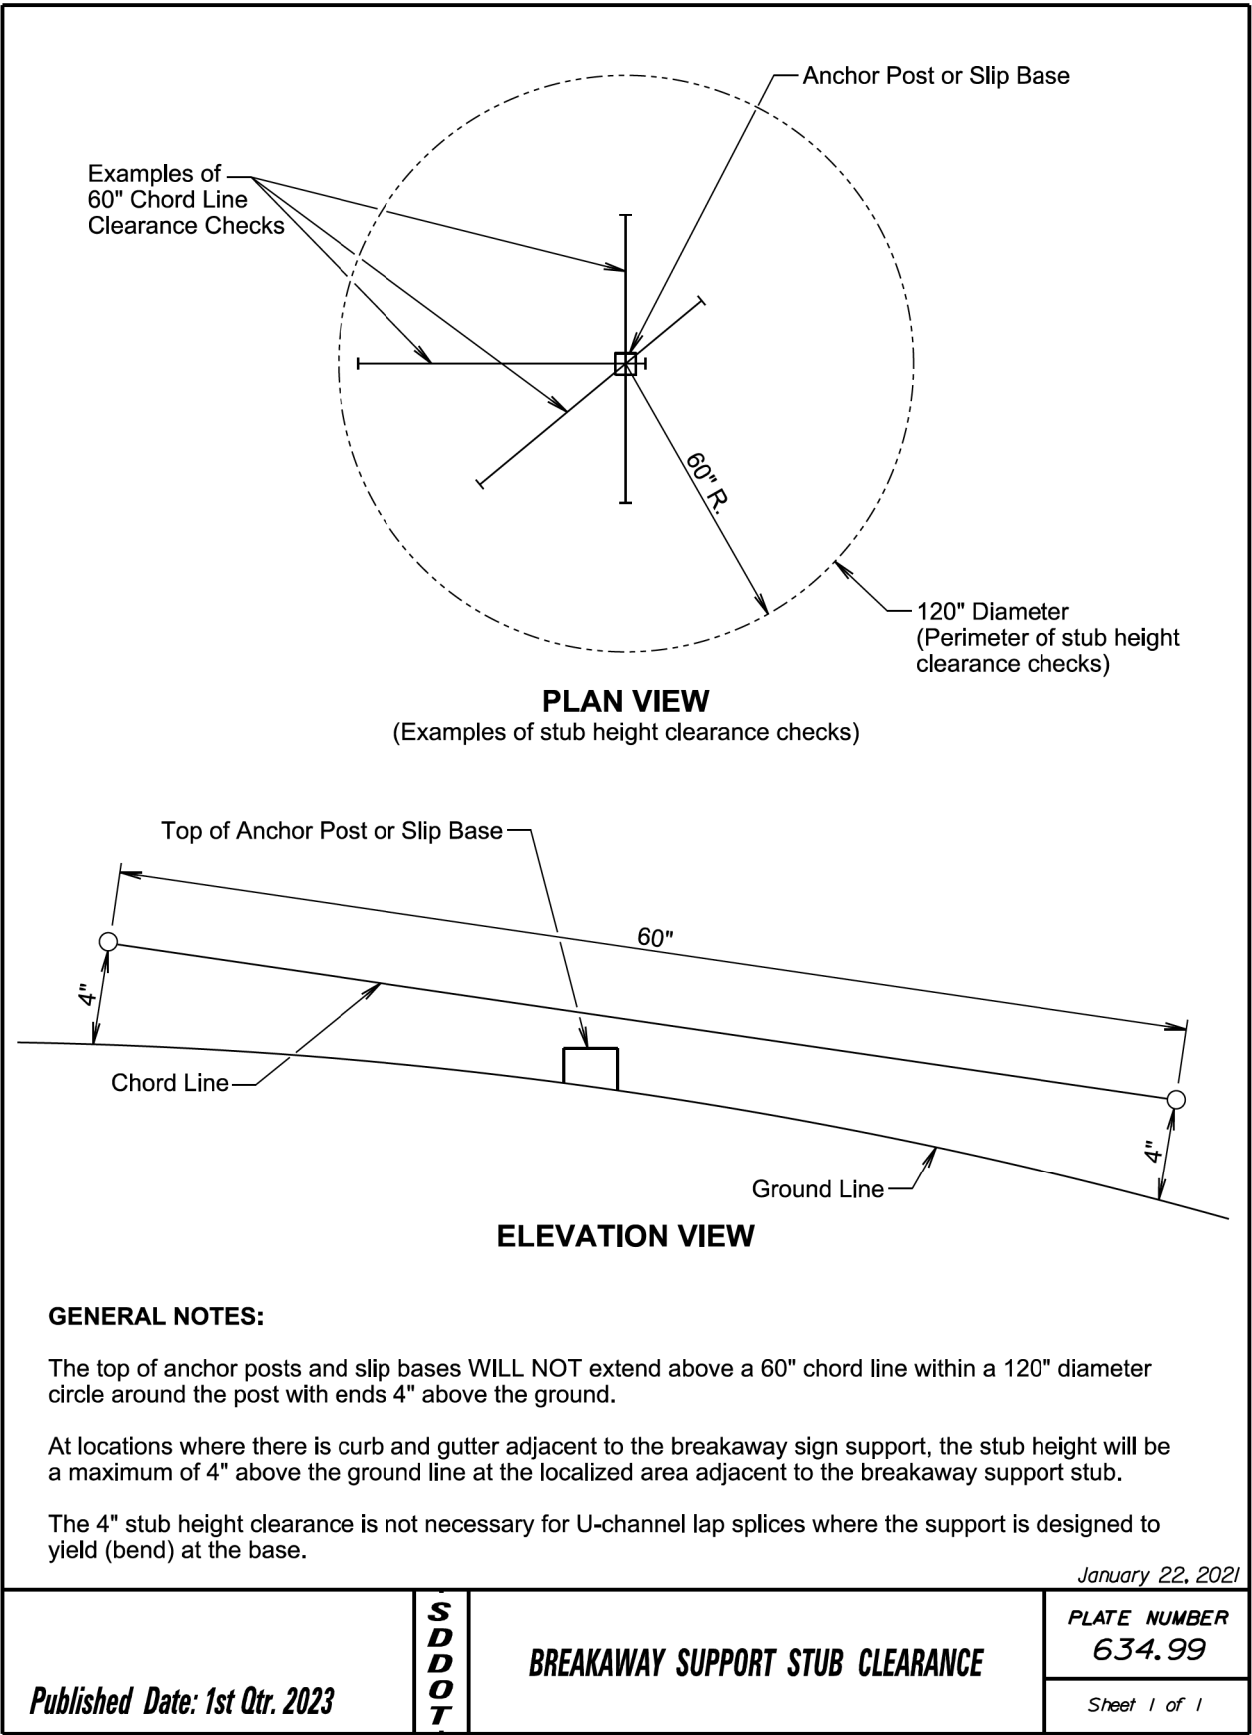 Anchor Post or Slip Base
Examples of
60" Chord Line
Clearance Checks
60" R.
120" Diameter
(Perimeter of stub height
clearance checks)
PLAN VIEW
(Examples of stub height clearance checks)
Top of Anchor Post or Slip Base
60"
4"
Chord Line
4"
Ground Line
ELEVATION VIEW
GENERAL NOTES:
The top of anchor posts and slip bases WILL NOT extend above a 60" chord line within a 120" diameter
circle around the post with ends 4" above the ground.
At locations where there is curb and gutter adjacent to the breakaway sign support, the stub height will be
a maximum of 4" above the ground line at the localized area adjacent to the breakaway support stub.
The 4" stub height clearance is not necessary for U-channel lap splices where the support is designed to
yield (bend) at the base.
January 22, 2021
Published Date: 1st Qtr. 2023
S
D
D
O
T
BREAKAWAY SUPPORT STUB CLEARANCE
PLATE NUMBER
634.99
Sheet 1 of 1